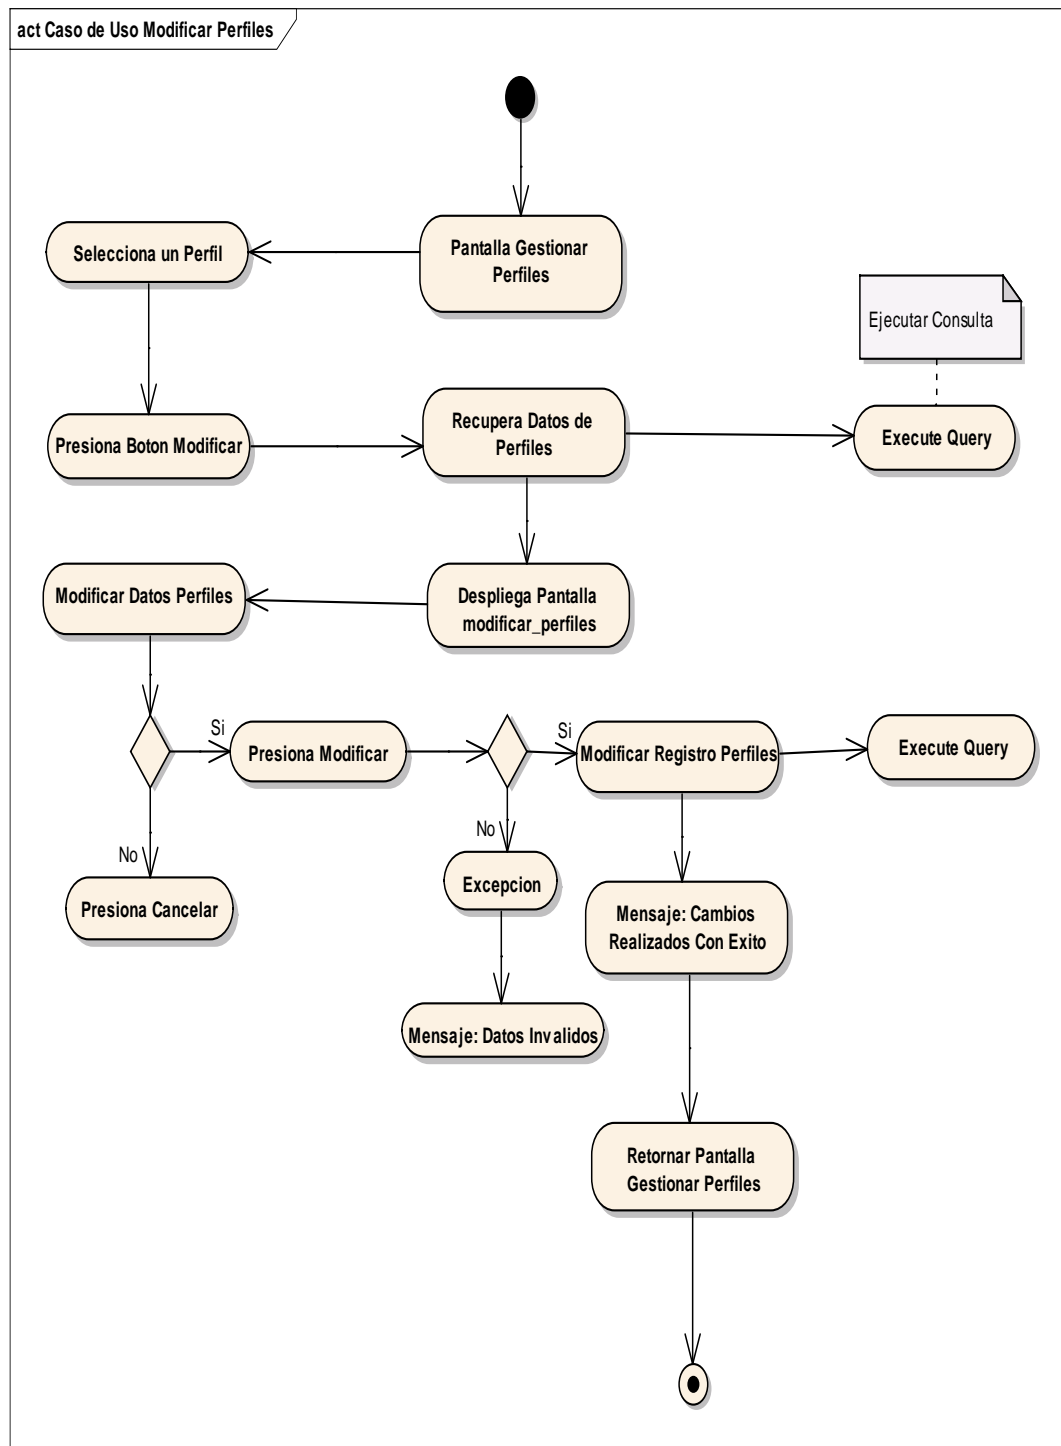 act Caso de Uso Modificar Perfiles
Pantalla Gestionar
Perfiles
Selecciona un Perfil
Ejecutar Consulta
Presiona Boton Modificar
Recupera Datos de
Perfiles
Execute Query
Modificar Datos Perfiles
Despliega Pantalla
modificar_perfiles
Si
Presiona Modificar
Si
Modificar Registro Perfiles
Execute Query
No
Presiona Cancelar
No
Excepcion
Mensaje: Cambios
Realizados Con Exito
Mensaje: Datos Invalidos
Retornar Pantalla
Gestionar Perfiles